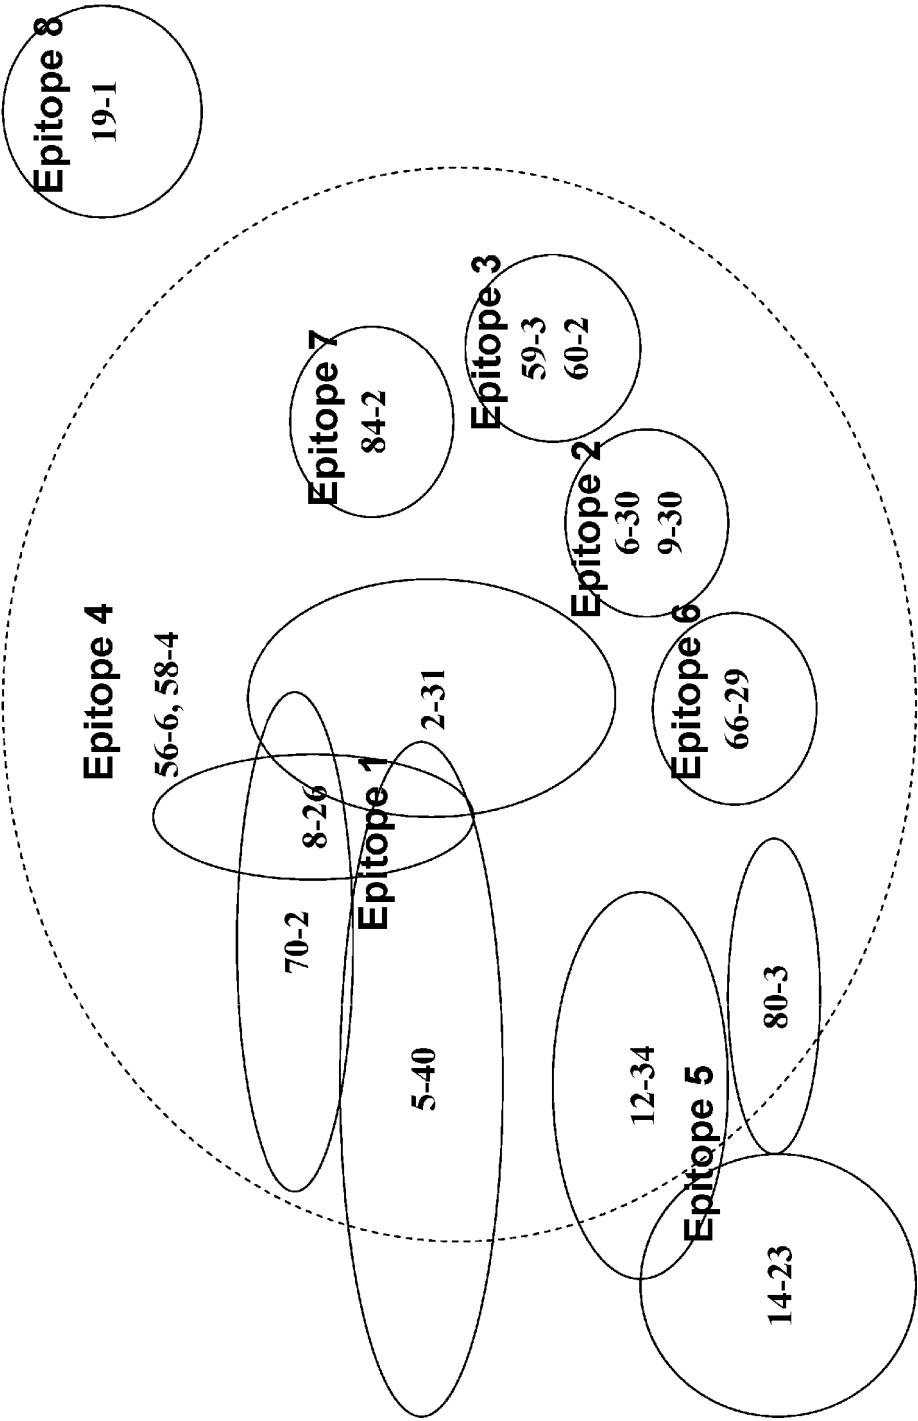 Epitope 8
19-1
Epitope 3
59-3
60-2
Epitope 7
84-2
Epitope 2
6-30
9-30
Epitope 4
56-6, 58-4
Epitope 6
66-29
2-31
8-26
Epitope 1
70-2
5-40
12-34
80-3
Epitope 5
14-23